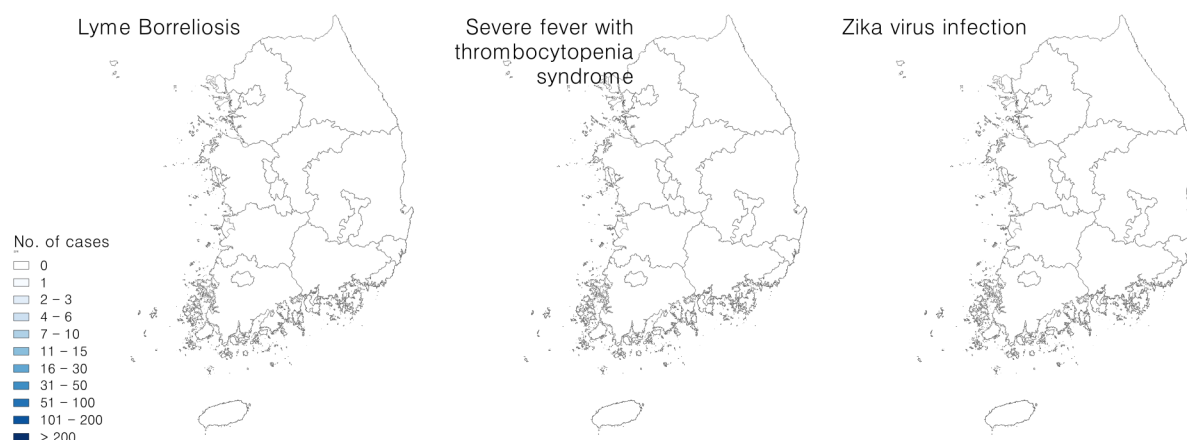 Lyme Borreliosis
Severe fever with
thrombocytopenia
syndrome
Zika virus infection
No. of cases
0
1
2 – 3
4 – 6
7 – 10
11 – 15
16 – 30
31 – 50
51 – 100
101 – 200
> 200